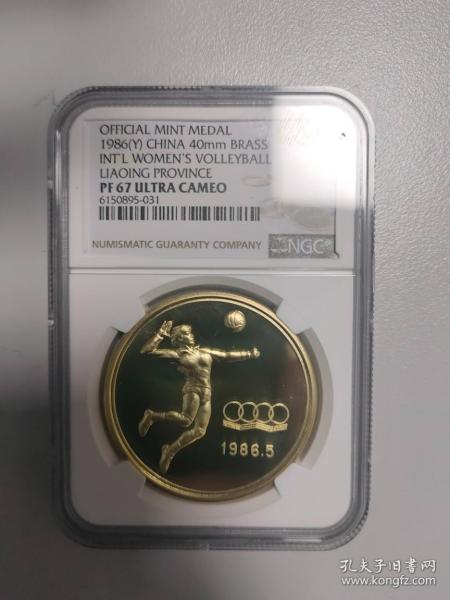 OFFICIAL MINT MEDAL
1986(Y) CHINA 40mm BRASS
INT'L WOMEN'S VOLLEYBALL
LIAOING PROVINCE
PF 67 ULTRA CAMEO
6150895-031
NUMISMATIC GUARANTY COMPANY
NGC
1986.5
孔夫子旧书网
www.kongfz.com